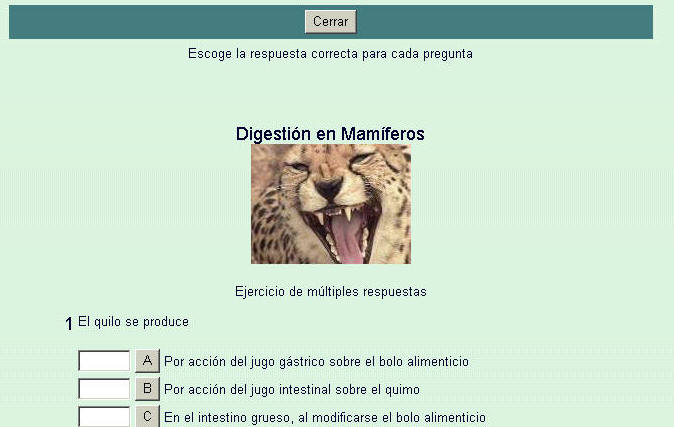 Cerrar
Escoge la respuesta correcta para cada pregunta
Digestión en Mamíferos
Ejercicio de múltiples respuestas
1 El quilo se produce
A Por acción del jugo gástrico sobre el bolo alimenticio
B Por acción del jugo intestinal sobre el quimo
C En el intestino grueso, al modificarse el bolo alimenticio